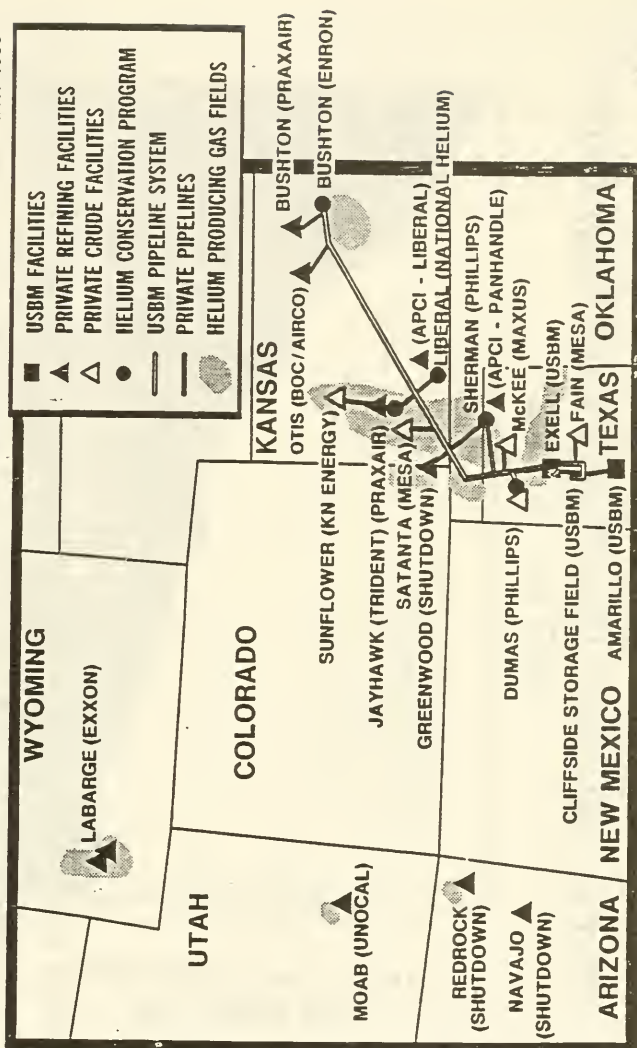 USBM FACILITIES
PRIVATE REFINING FACILITIES
PRIVATE CRUDE FACILITIES
HELIUM CONSERVATION PROGRAM
USBM PIPELINE SYSTEM
PRIVATE PIPELINES
HELIUM PRODUCING GAS FIELDS
WYOMING
LABARGE (EXXON)
UTAH
COLORADO
KANSAS
BUSHTON (PRAXAIR)
BUSHTON (ENRON)
OTIS (BOC / AIRCO)
SUNFLOWER (KN ENERGY)
JAYHAWK (TRIDENT) (PRAXAIR)
SATANTA (MESA)
GREENWOOD (SHUTDOWN)
(APCI - LIBERAL)
LIBERAL (NATIONAL HELIUM)
MOAB (UNOCAL)
SHERMAN (PHILLIPS)
(APCI - PANHANDLE)
McKEE (MAXUS)
DUMAS (PHILLIPS)
EXELL (USBM)
FAIN (MESA)
CLIFFSIDE STORAGE FIELD (USBM)
AMARILLO (USBM)
REDROCK
(SHUTDOWN)
NAVAJO
(SHUTDOWN)
ARIZONA
NEW MEXICO
TEXAS
OKLAHOMA